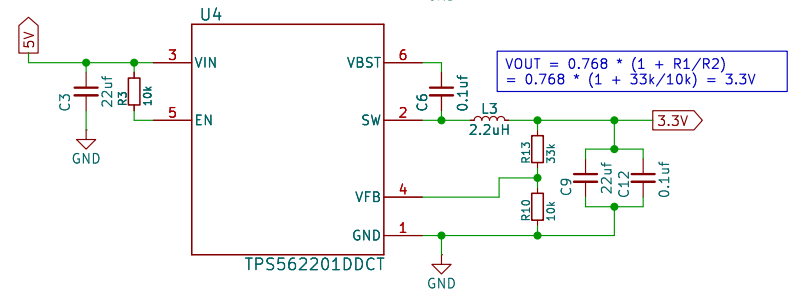 GND
U4
5V
3
VIN
VBST
6
VOUT = 0.768 * (1 + R1/R2)
= 0.768 * (1 + 33k/10k) = 3.3V
C3
22uf
R3
10k
C6
0.1uf
5
EN
SW
2
L3
2.2uH
3.3V
GND
R13
33k
C9
22uf
C12
0.1uf
VFB
4
R10
10k
GND
1
TPS562201DDCT
GND